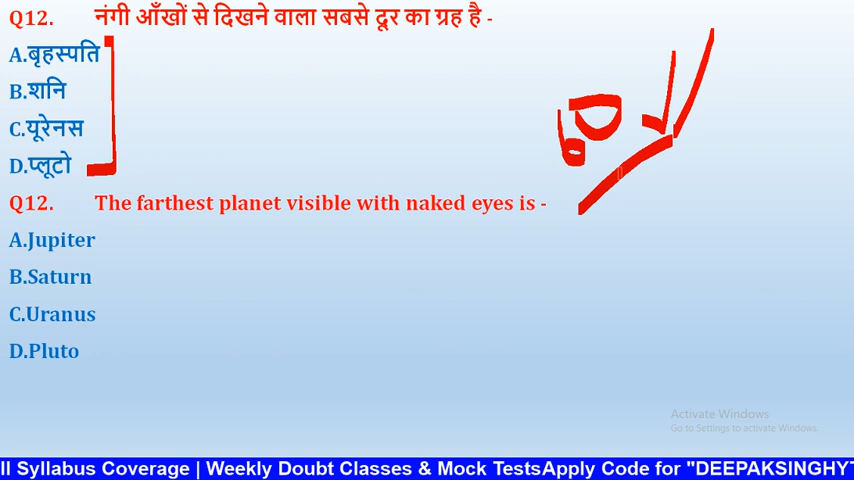 Q12. नंगी आँखों से दिखने वाला सबसे दूर का ग्रह है -
A.बृहस्पति
B.शनि
C.यूरेनस
D.प्लूटो
Q12. The farthest planet visible with naked eyes is -
A.Jupiter
B.Saturn
C.Uranus
D.Pluto
Activate Windows
Go to Settings to activate Windows.
ll Syllabus Coverage | Weekly Doubt Classes & Mock TestsApply Code for "DEEPAKSINGHYT